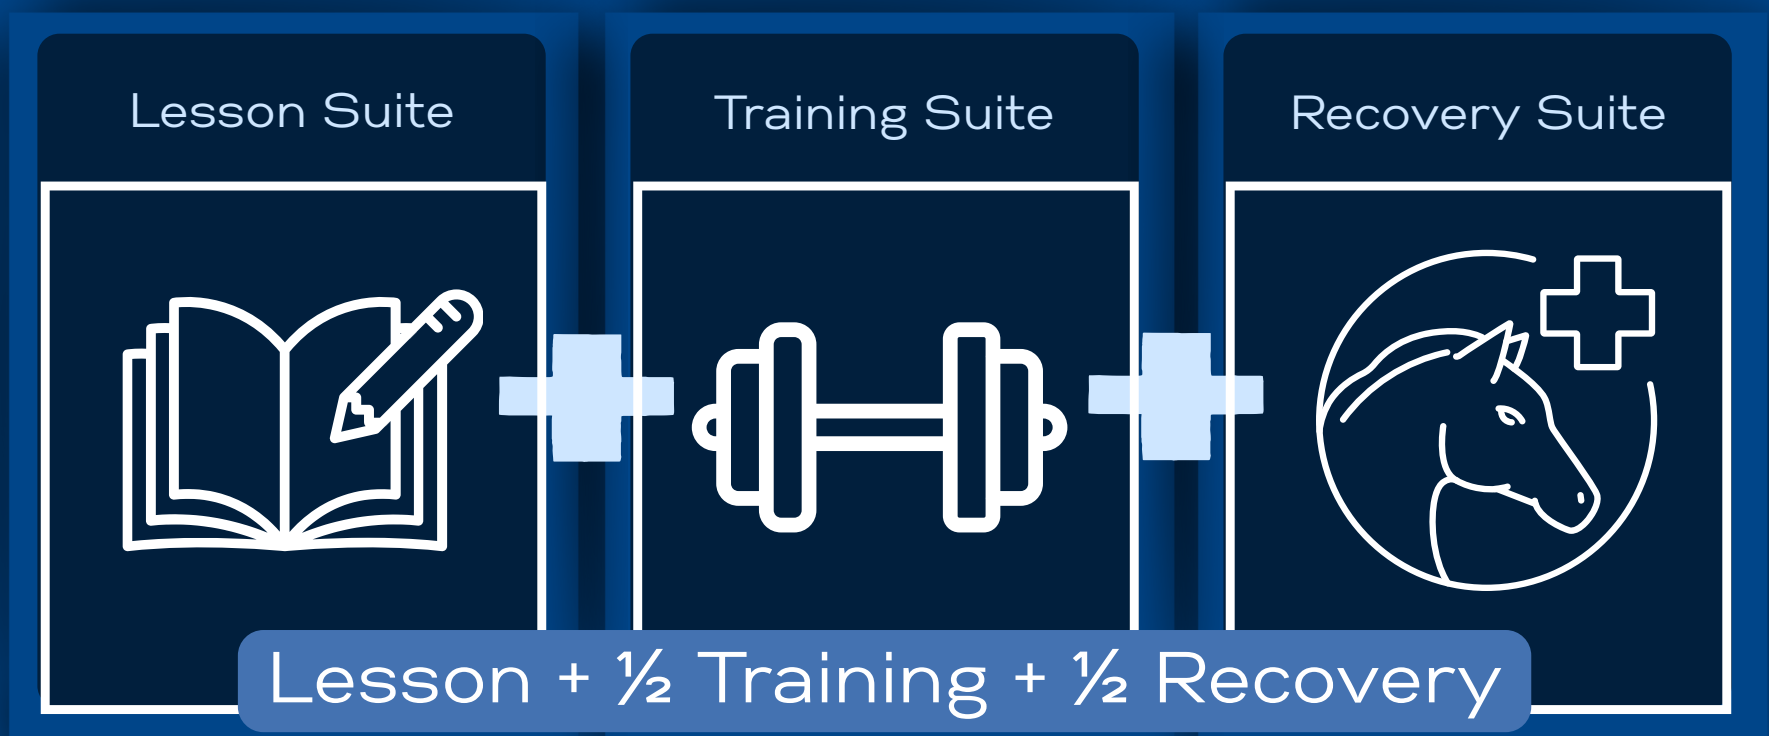 Lesson Suite
Training Suite
Recovery Suite
Lesson + ½ Training + ½ Recovery